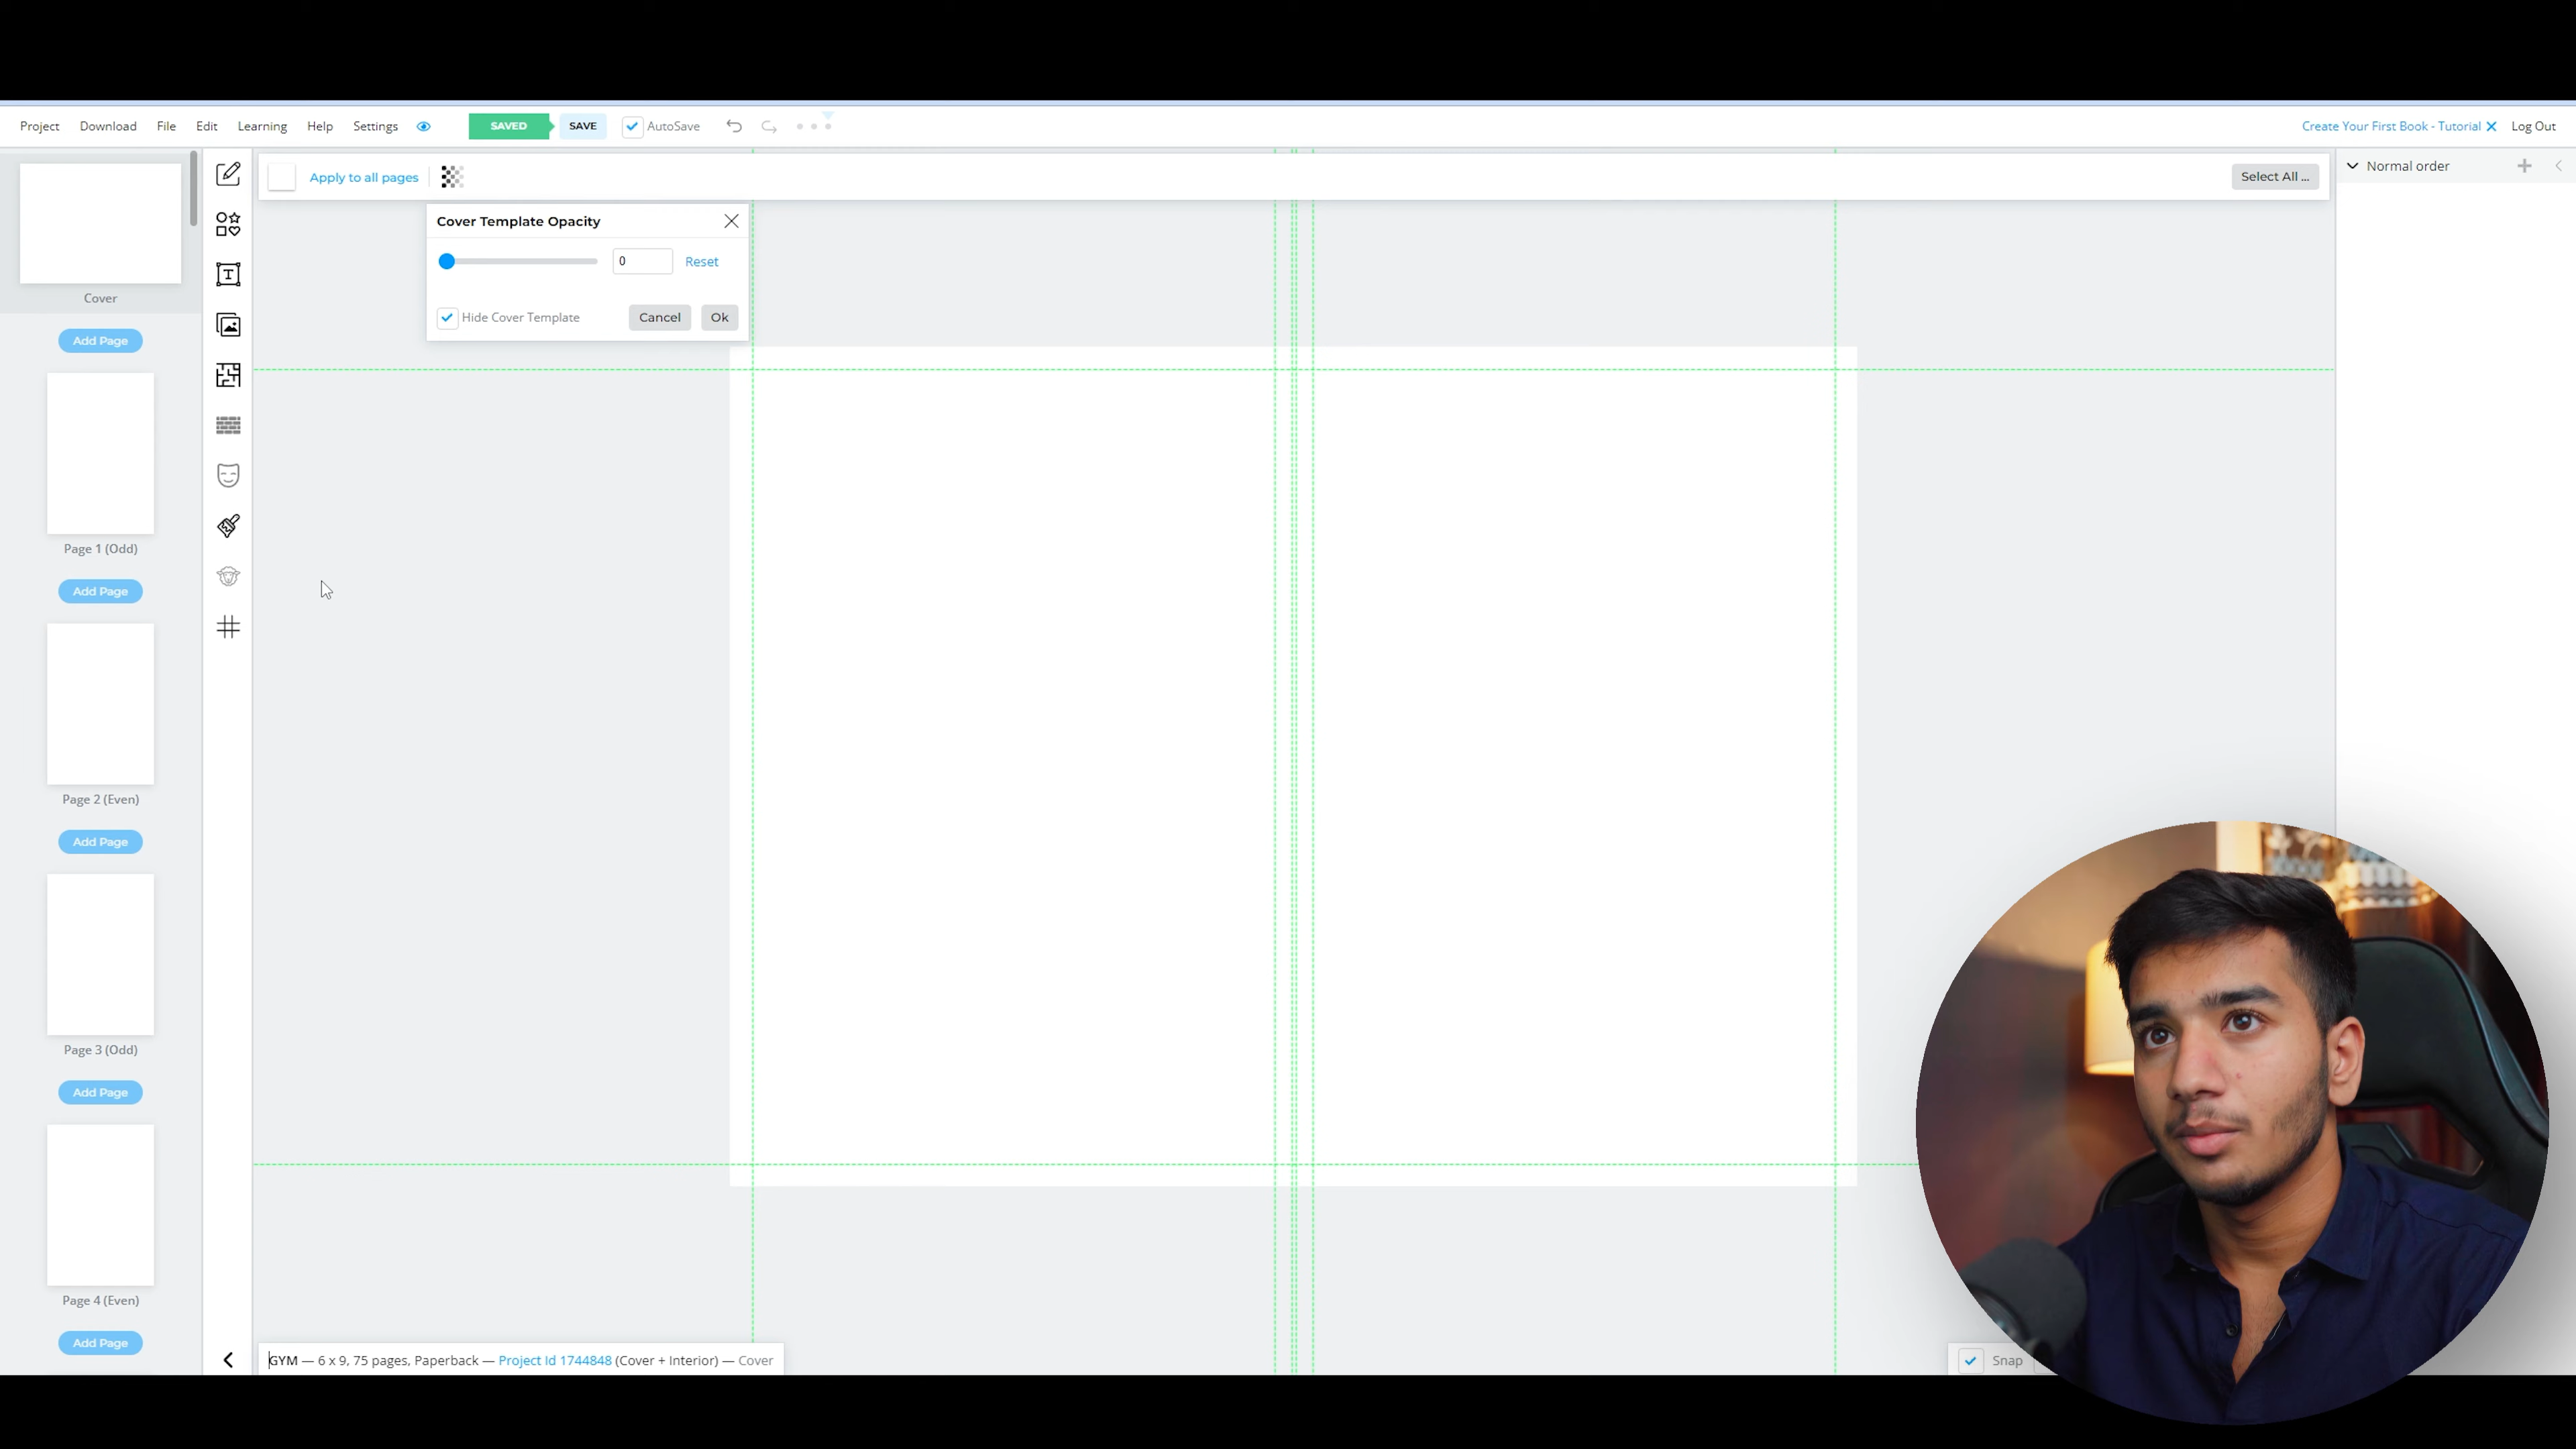 Project Download File Edit Learning Help Settings SAVED SAVE AutoSave Create Your First Book - Tutorial Log Out
Apply to all pages Select All ... Normal order
Cover Template Opacity
0 Reset
Hide Cover Template Cancel Ok
Cover
Add Page
Page 1 (Odd)
Add Page
Page 2 (Even)
Add Page
Page 3 (Odd)
Add Page
Page 4 (Even)
Add Page
GYM — 6 x 9, 75 pages, Paperback — Project Id 1744848 (Cover + Interior) — Cover
Snap